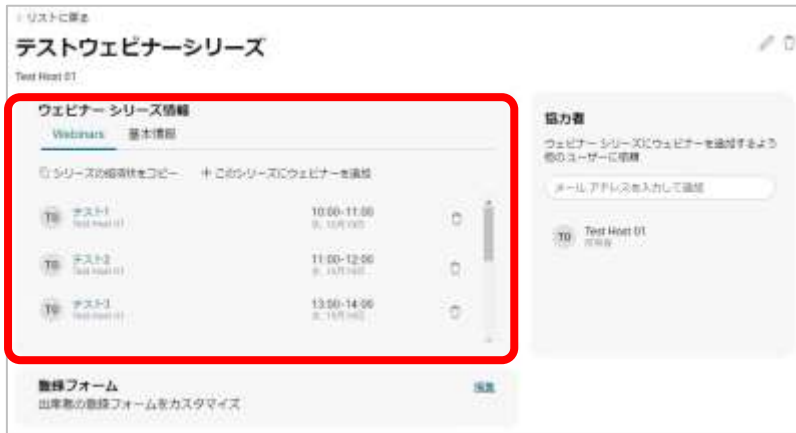 リストに戻る
テストウェビナーシリーズ
Test Host 01
ウェビナー シリーズ情報
Webinars 基本情報
シリーズの招待状をコピー + このシリーズにウェビナーを追加
TO テスト1 10:00-11:00
Test Host 01
TO テスト2 11:00-12:00
Test Host 01
TO テスト3 13:00-14:00
Test Host 01
登録フォーム 編集
出席者の登録フォームをカスタマイズ
協力者
ウェビナー シリーズにウェビナーを追加するよう
他のユーザーに依頼
メール アドレスを入力して追加
TO Test Host 01